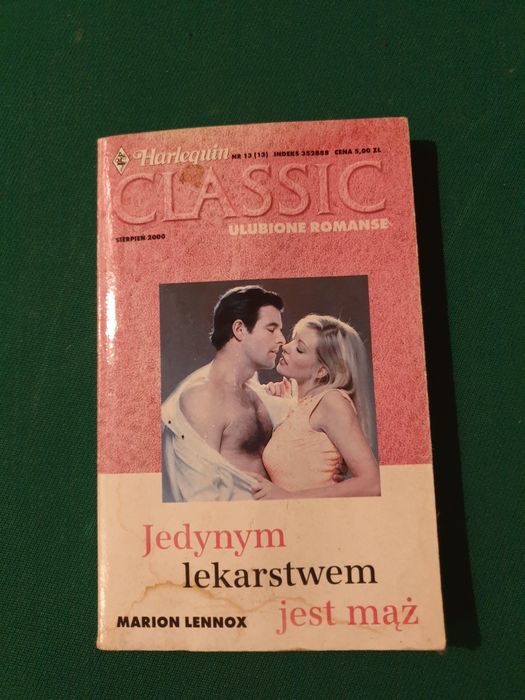 Harlequin NR 13 (13) INDEKS 352888 CENA 5,00 ZŁ
CLASSIC
ULUBIONE ROMANSE
SIERPIEŃ 2000
Jedynym
lekarstwem
jest mąż
MARION LENNOX